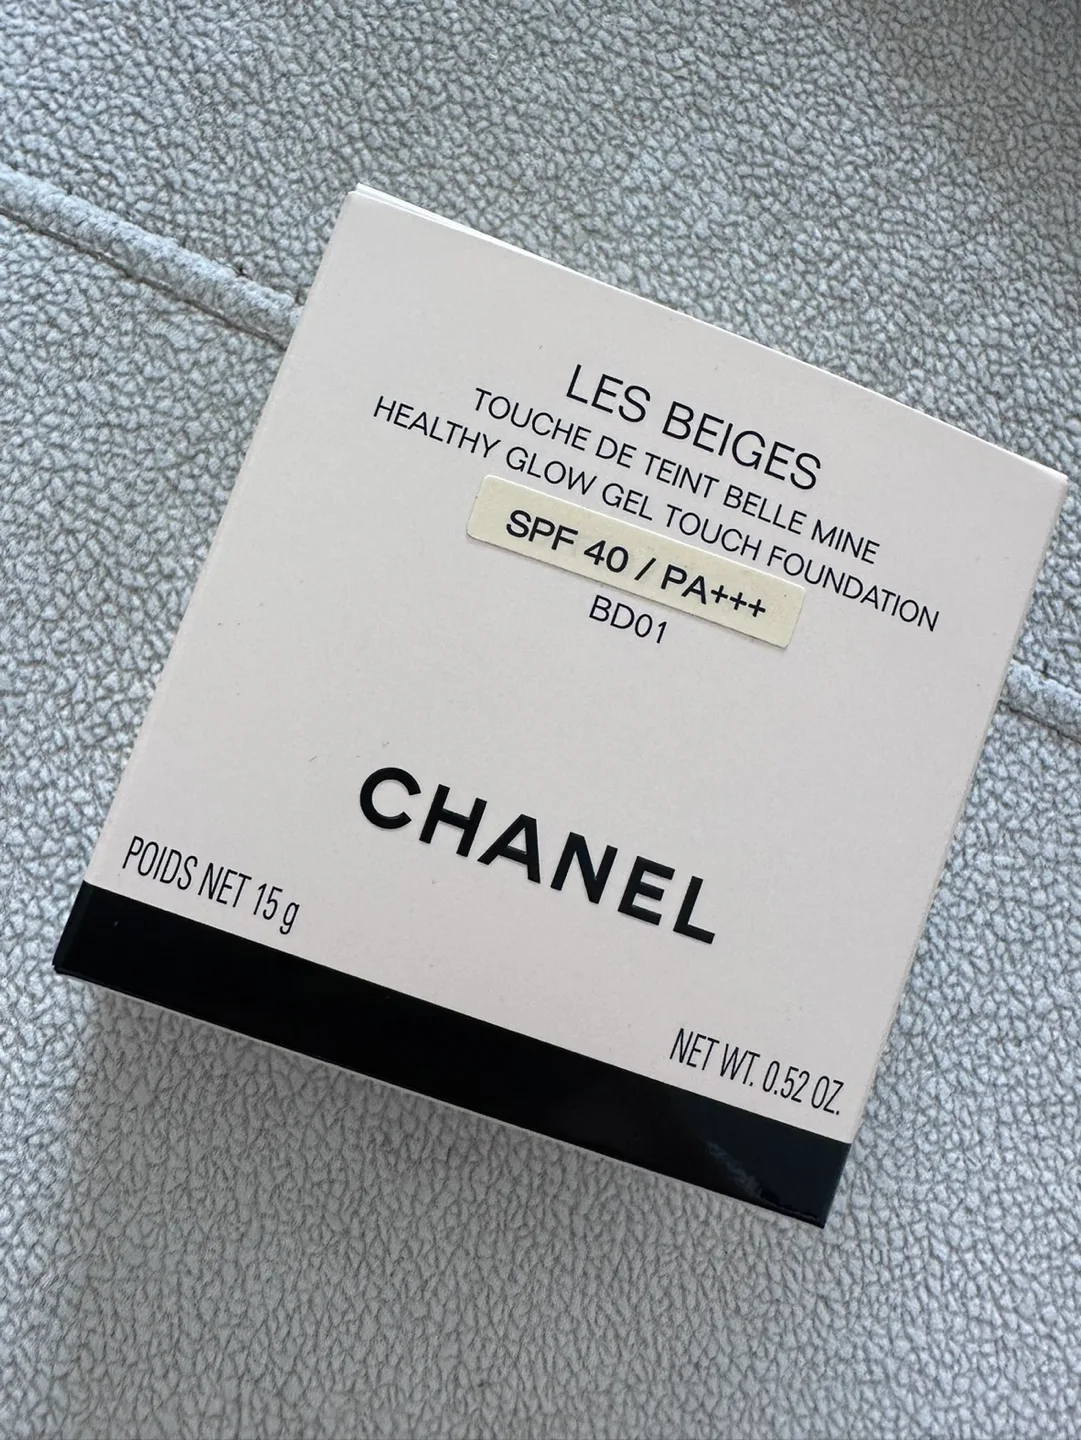 LES BEIGES
TOUCHE DE TEINT BELLE MINE
HEALTHY GLOW GEL TOUCH FOUNDATION
SPF 40 / PA+++
BD01
CHANEL
POIDS NET 15 g
NET WT. 0.52 OZ.